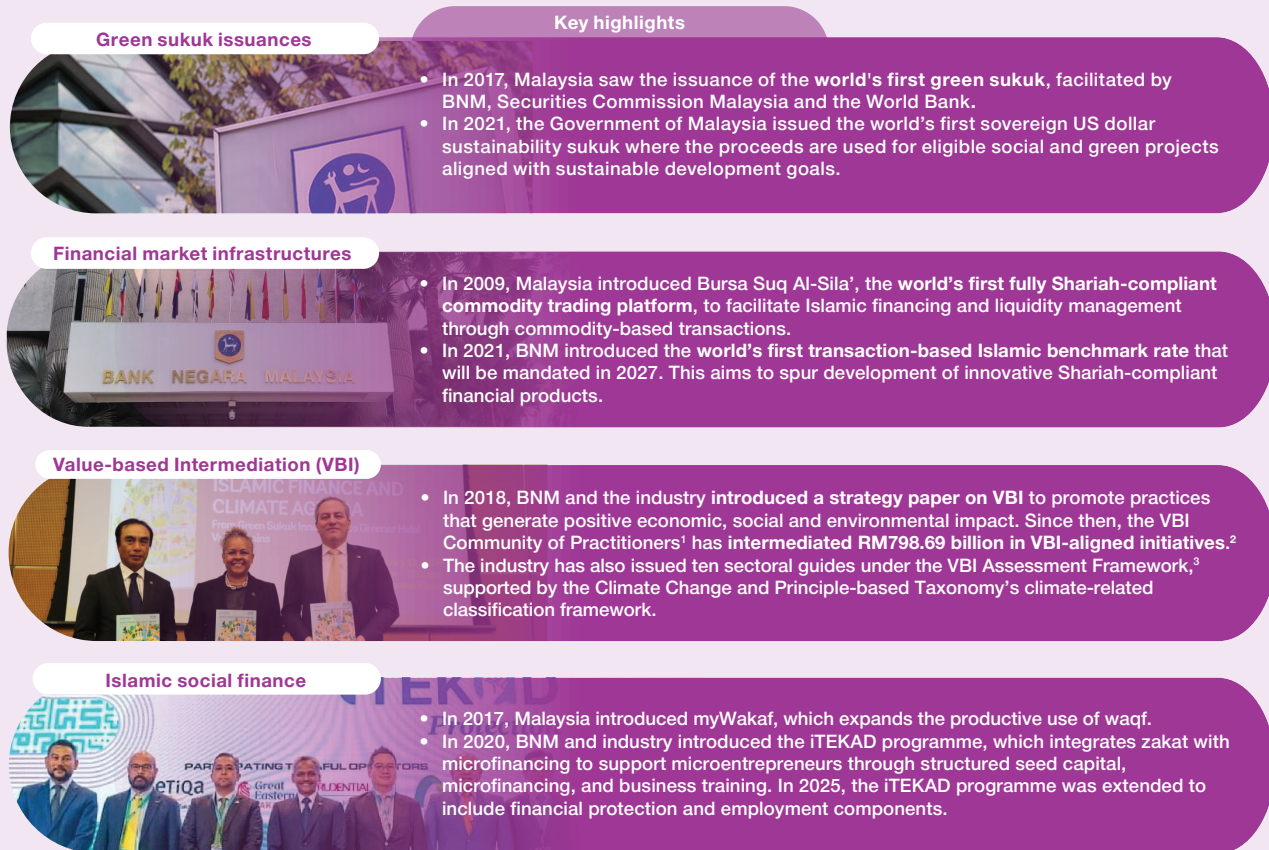 Key highlights
Green sukuk issuances
• In 2017, Malaysia saw the issuance of the world's first green sukuk, facilitated by
BNM, Securities Commission Malaysia and the World Bank.
• In 2021, the Government of Malaysia issued the world’s first sovereign US dollar
sustainability sukuk where the proceeds are used for eligible social and green projects
aligned with sustainable development goals.
Financial market infrastructures
BANK NEGARA MALAYSIA
• In 2009, Malaysia introduced Bursa Suq Al-Sila’, the world’s first fully Shariah-compliant
commodity trading platform, to facilitate Islamic financing and liquidity management
through commodity-based transactions.
• In 2021, BNM introduced the world’s first transaction-based Islamic benchmark rate that
will be mandated in 2027. This aims to spur development of innovative Shariah-compliant
financial products.
Value-based Intermediation (VBI)
ISLAMIC FINANCE AND
CLIMATE AGENDA
• In 2018, BNM and the industry introduced a strategy paper on VBI to promote practices
that generate positive economic, social and environmental impact. Since then, the VBI
Community of Practitioners¹ has intermediated RM798.69 billion in VBI-aligned initiatives.²
• The industry has also issued ten sectoral guides under the VBI Assessment Framework,³
supported by the Climate Change and Principle-based Taxonomy’s climate-related
classification framework.
Islamic social finance
iTEKAD
PARTICIPATING
eTiQa
Great
Eastern
• In 2017, Malaysia introduced myWakaf, which expands the productive use of waqf.
• In 2020, BNM and industry introduced the iTEKAD programme, which integrates zakat with
microfinancing to support microentrepreneurs through structured seed capital,
microfinancing, and business training. In 2025, the iTEKAD programme was extended to
include financial protection and employment components.